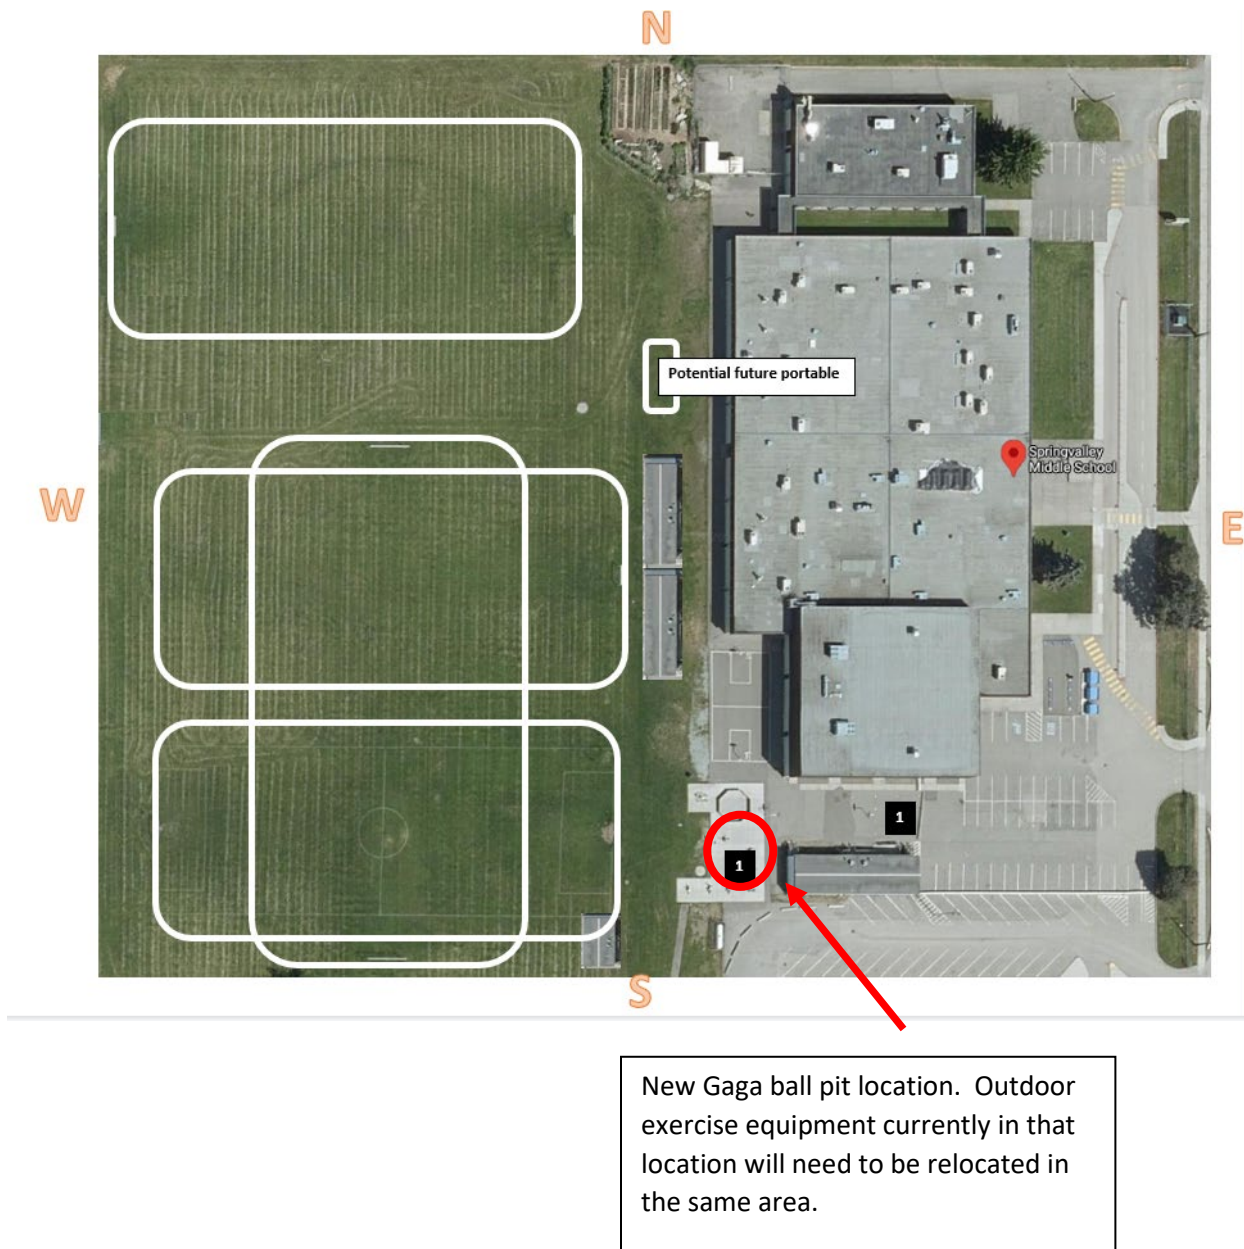 N
Potential future portable
Springvalley
Middle School
W
E
1
1
S
New Gaga ball pit location.  Outdoor
exercise equipment currently in that
location will need to be relocated in
the same area.